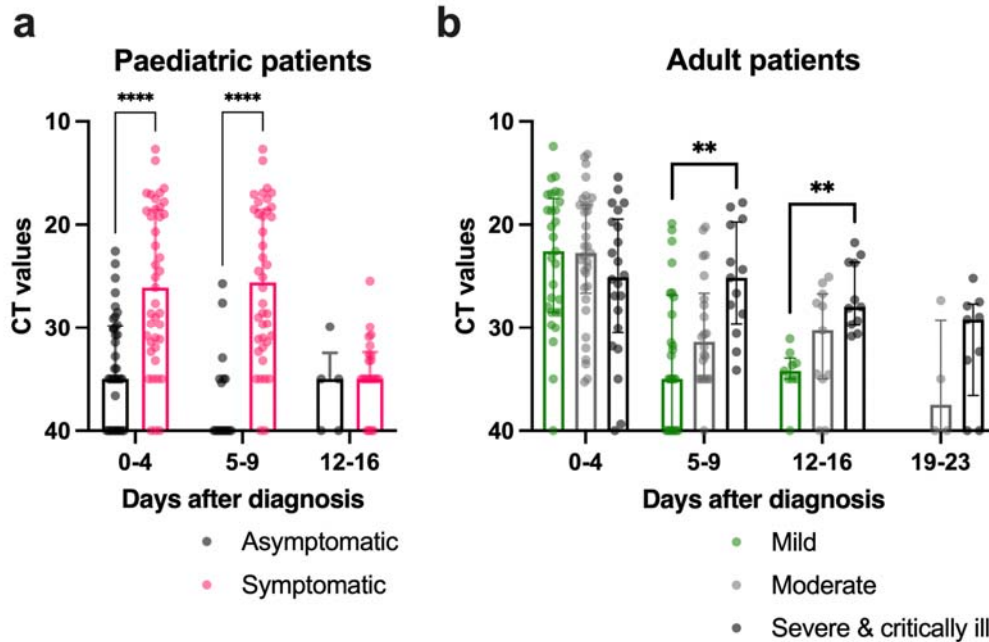 a
Paediatric patients
**** ****
10
20
30
40
CT values
0-4 5-9 12-16
Days after diagnosis
Asymptomatic
Symptomatic
b
Adult patients
** **
10
20
30
40
CT values
0-4 5-9 12-16 19-23
Days after diagnosis
Mild
Moderate
Severe & critically ill